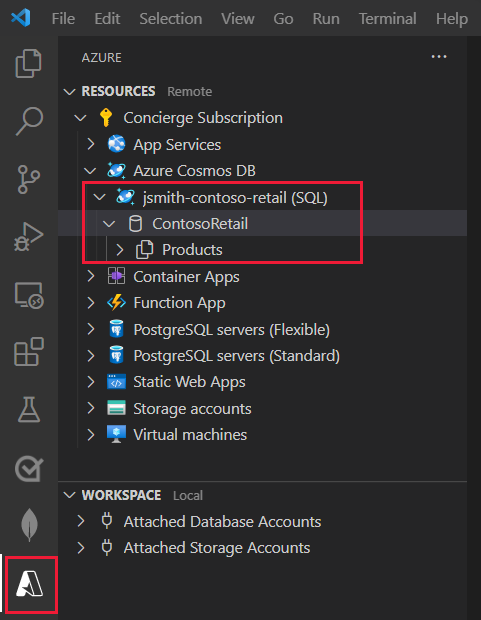 File Edit Selection View Go Run Terminal Help
AZURE
RESOURCES Remote
Concierge Subscription
App Services
Azure Cosmos DB
jsmith-contoso-retail (SQL)
ContosoRetail
Products
Container Apps
Function App
PostgreSQL servers (Flexible)
PostgreSQL servers (Standard)
Static Web Apps
Storage accounts
Virtual machines
WORKSPACE Local
Attached Database Accounts
Attached Storage Accounts